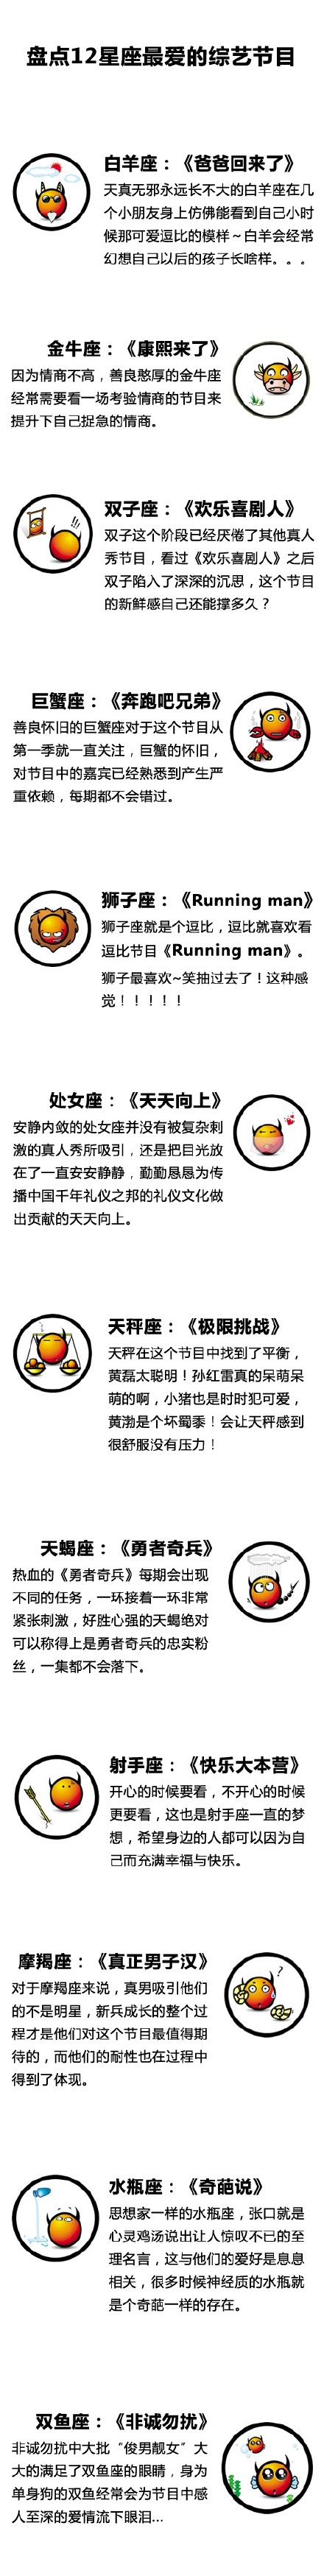 盘点12星座最爱的综艺节目
白羊座：《爸爸回来了》
天真无邪永远长不大的白羊座在几
个小朋友身上仿佛能看到自己小时
候那可爱逗比的模样~白羊会经常
幻想自己以后的孩子长啥样。。。
金牛座：《康熙来了》
因为情商不高，善良憨厚的金牛座
经常需要看一场考验情商的节目来
提升下自己捉急的情商。
双子座：《欢乐喜剧人》
双子这个阶段已经厌倦了其他真人
秀节目，看过《欢乐喜剧人》之后
双子陷入了深深的沉思，这个节目
的新鲜感自己还能撑多久？
巨蟹座：《奔跑吧兄弟》
善良怀旧的巨蟹座对于这个节目从
第一季就一直关注，巨蟹的怀旧，
对节目中的嘉宾已经熟悉到产生严
重依赖，每期都不会错过。
狮子座：《Running man》
狮子座就是个逗比，逗比就喜欢看
逗比节目《Running man》。
狮子最喜欢~笑抽过去了！这种感
觉！！！！！
处女座：《天天向上》
安静内敛的处女座并没有被复杂刺
激的真人秀所吸引，还是把目光放
在了一直安安静静，勤勤恳恳为传
播中国千年礼仪之邦的礼仪文化做
出贡献的天天向上。
天秤座：《极限挑战》
天秤在这个节目中找到了平衡，
黄磊太聪明！孙红雷真的呆萌呆
萌的啊，小猪也是时时犯可爱，
黄渤是个坏蜀黍！会让天秤感到
很舒服没有压力！
天蝎座：《勇者奇兵》
热血的《勇者奇兵》每期会出现
不同的任务，一环接着一环非常
紧张刺激，好胜心强的天蝎绝对
可以称得上是勇者奇兵的忠实粉
丝，一集都不会落下。
射手座：《快乐大本营》
开心的时候要看，不开心的时候
更要看，这也是射手座一直的梦
想，希望身边的人都可以因为自
己而充满幸福与快乐。
摩羯座：《真正男子汉》
对于摩羯座来说，真男吸引他们
的不是明星，新兵成长的整个过
程才是他们对这个节目最值得期
待的，而他们的耐性也在过程中
得到了体现。
水瓶座：《奇葩说》
思想家一样的水瓶座，张口就是
心灵鸡汤说出让人惊叹不已的至
理名言，这与他们的爱好是息息
相关，很多时候神经质的水瓶就
是个奇葩一样的存在。
双鱼座：《非诚勿扰》
非诚勿扰中大批“俊男靓女”大
大的满足了双鱼座的眼睛，身为
单身狗的双鱼经常会为节目中感
人至深的爱情流下眼泪...